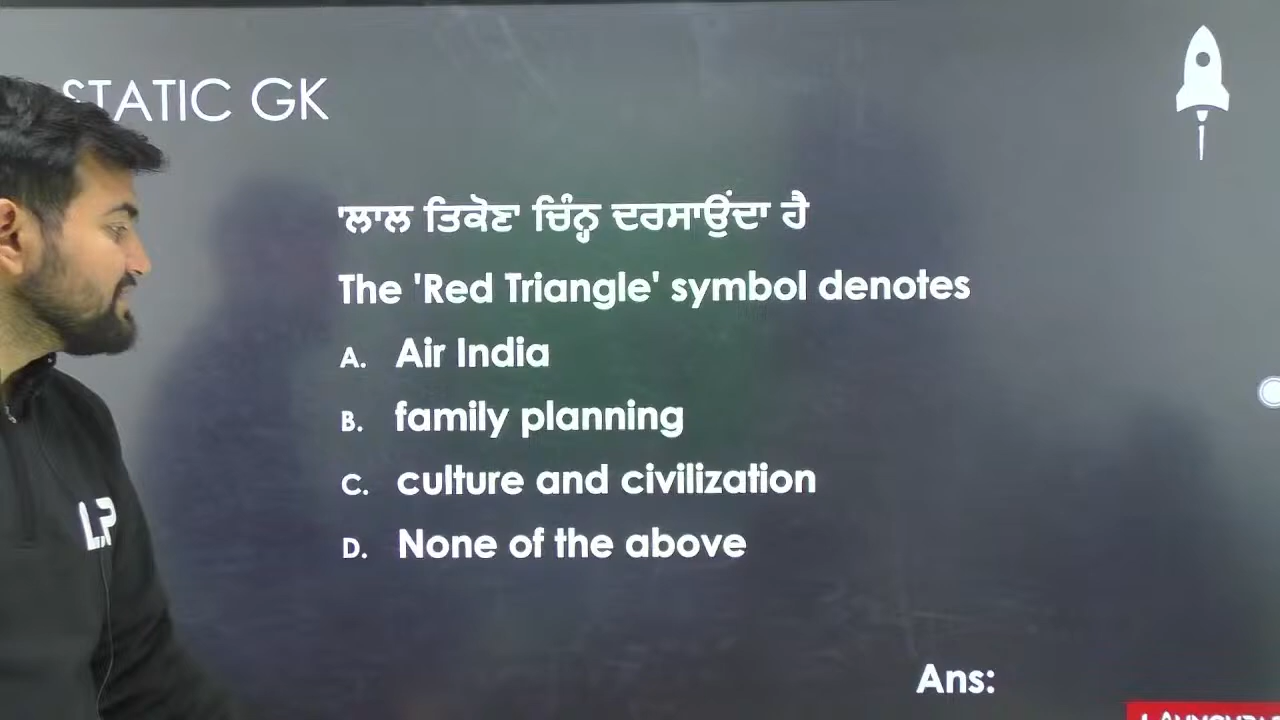 STATIC GK
'ਲਾਲ ਤਿਕੋਣ' ਚਿੰਨ੍ਹ ਦਰਸਾਉਂਦਾ ਹੈ
The 'Red Triangle' symbol denotes
A. Air India
B. family planning
C. culture and civilization
D. None of the above
LP
Ans: